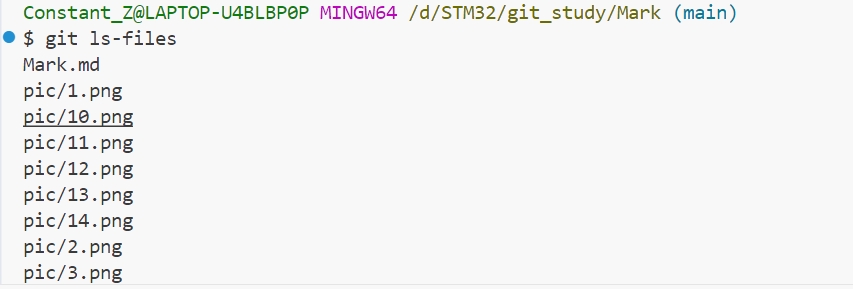 Constant_Z@LAPTOP-U4BLBP0P MINGW64 /d/STM32/git_study/Mark (main)
$ git ls-files
Mark.md
pic/1.png
pic/10.png
pic/11.png
pic/12.png
pic/13.png
pic/14.png
pic/2.png
pic/3.png